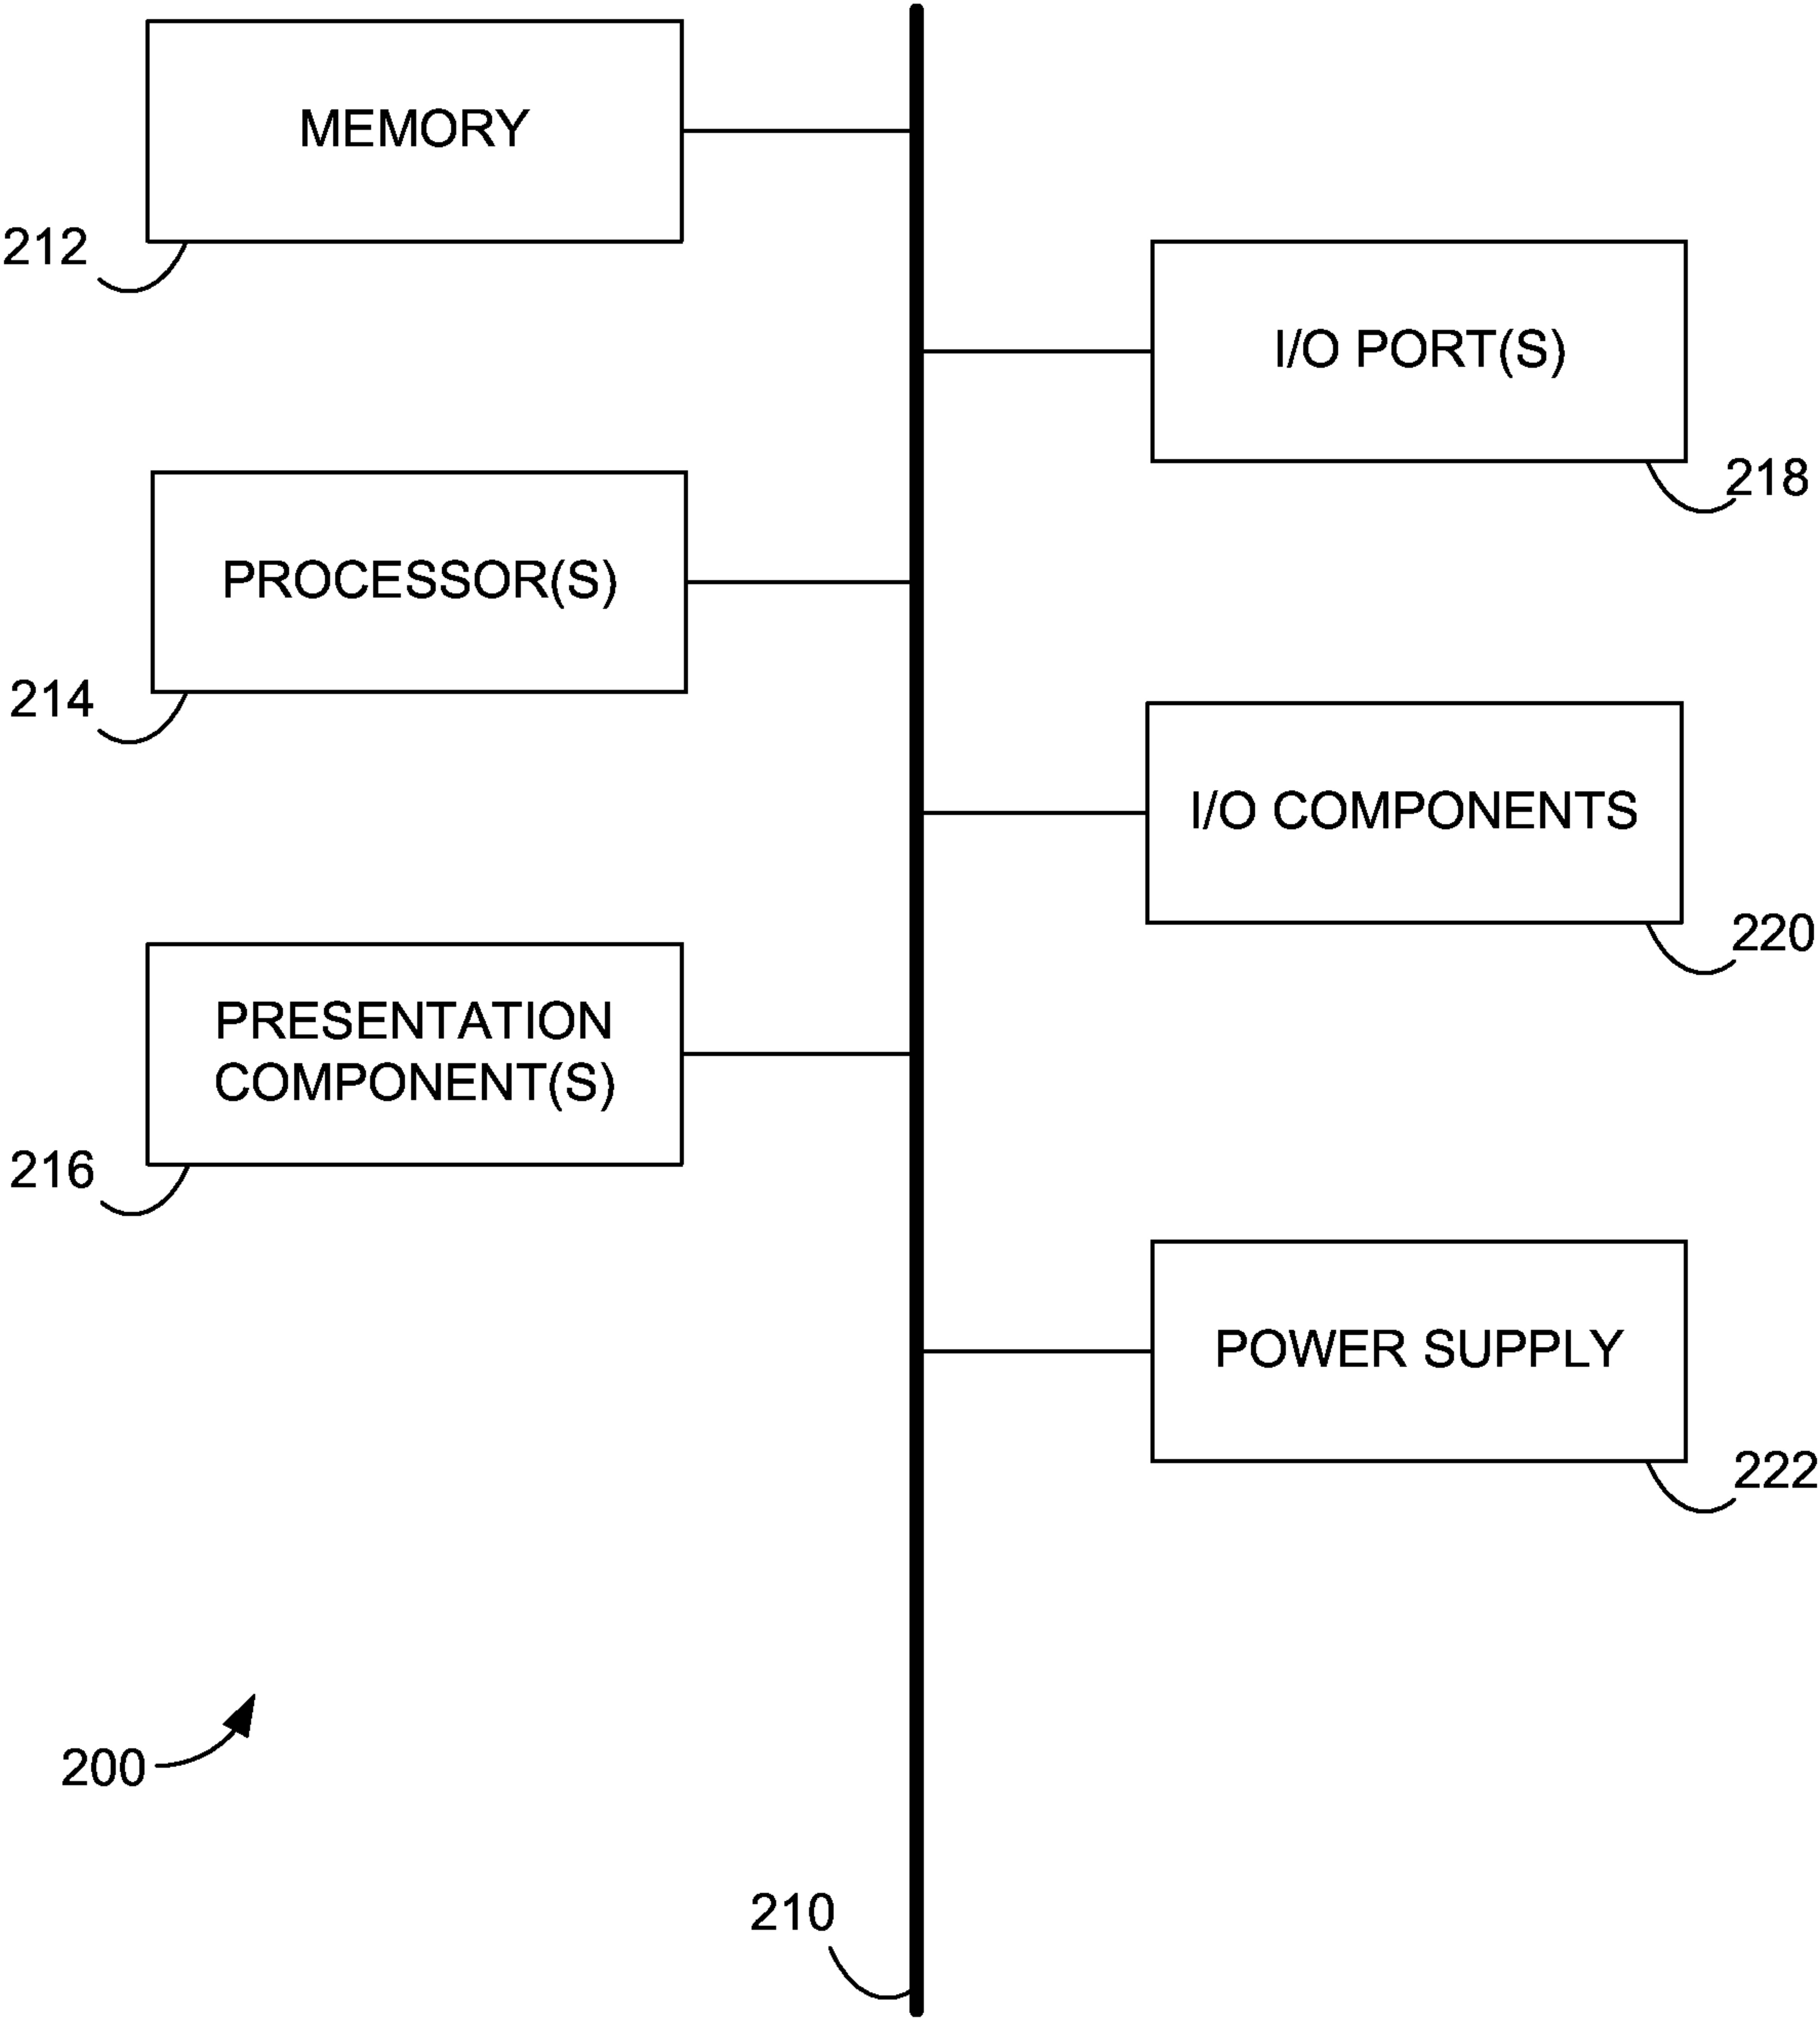 MEMORY
212
I/O PORT(S)
218
PROCESSOR(S)
214
I/O COMPONENTS
220
PRESENTATION
COMPONENT(S)
216
POWER SUPPLY
222
200
210